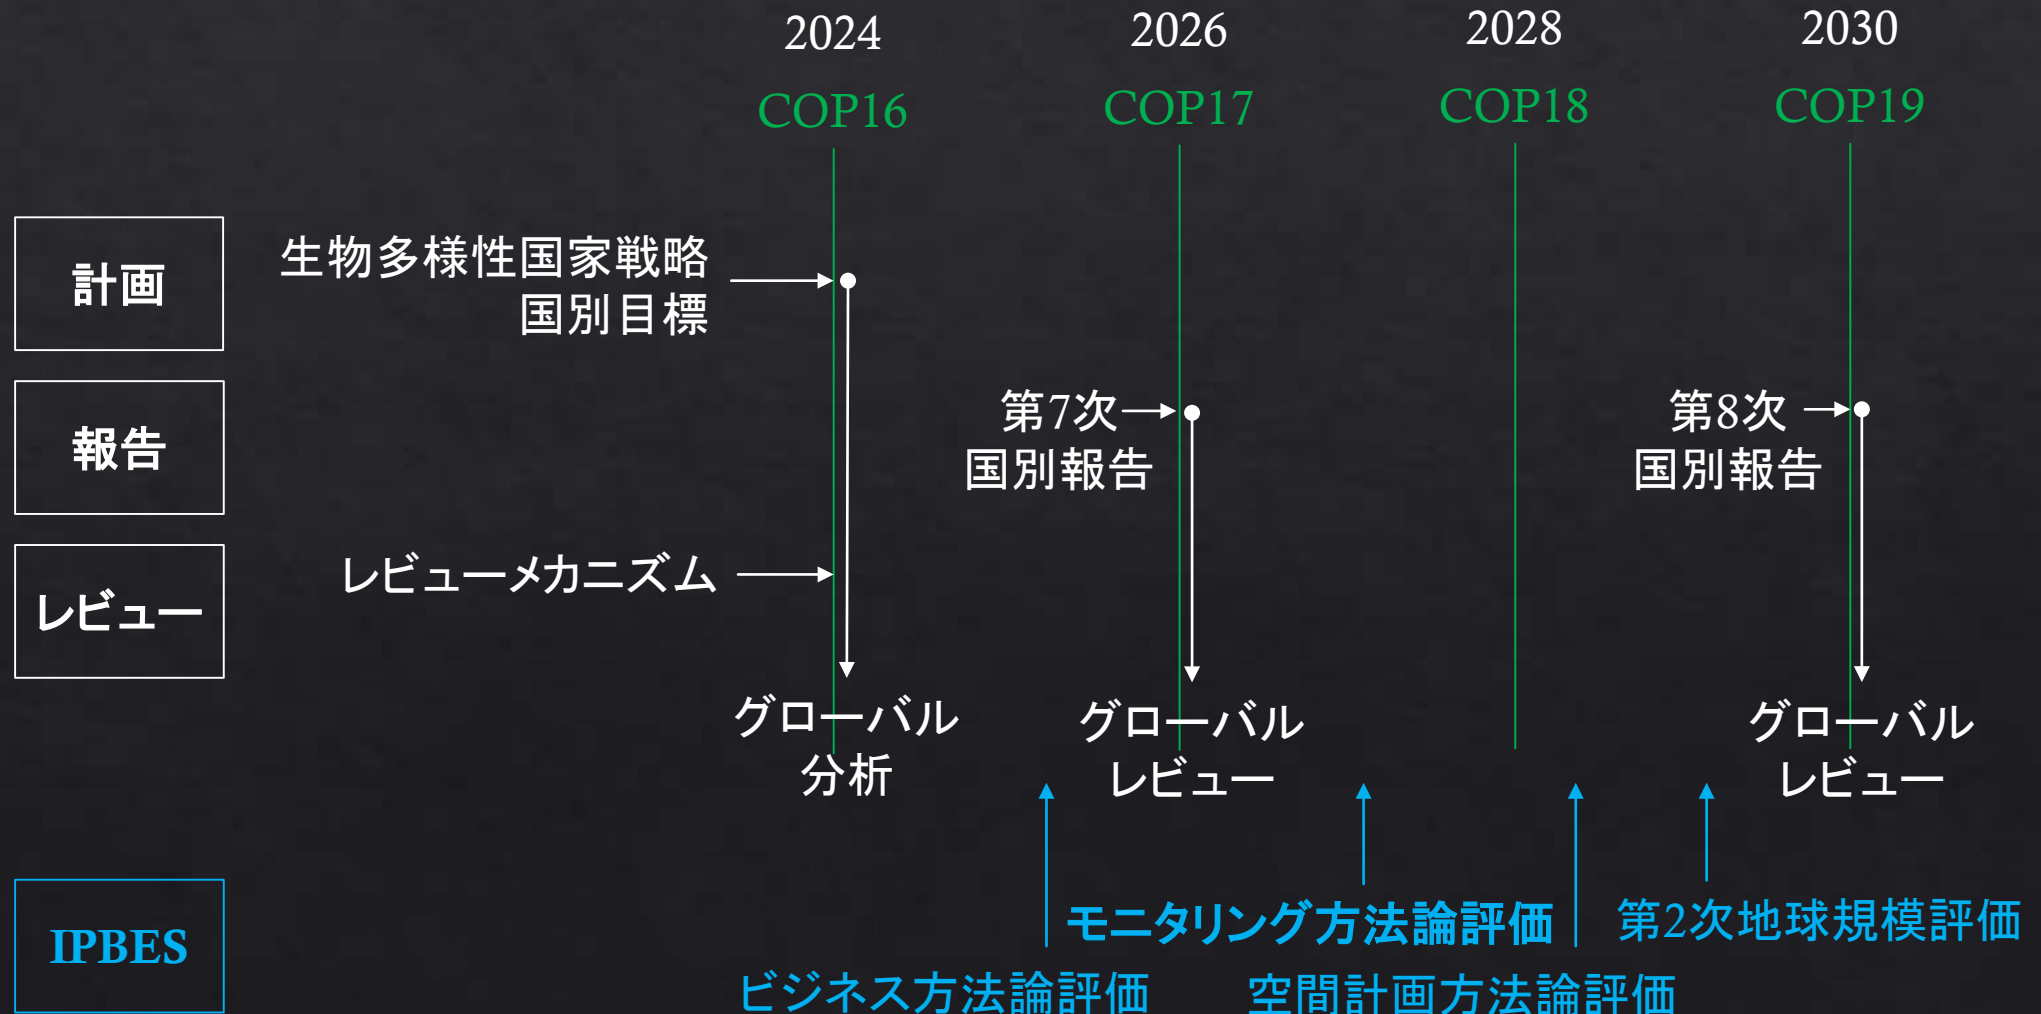 2024
2026
2028
2030
COP16
COP17
COP18
COP19
計画
生物多様性国家戦略
国別目標
報告
第7次
国別報告
第8次
国別報告
レビュー
レビューメカニズム
グローバル
分析
グローバル
レビュー
グローバル
レビュー
IPBES
モニタリング方法論評価
第2次地球規模評価
ビジネス方法論評価
空間計画方法論評価